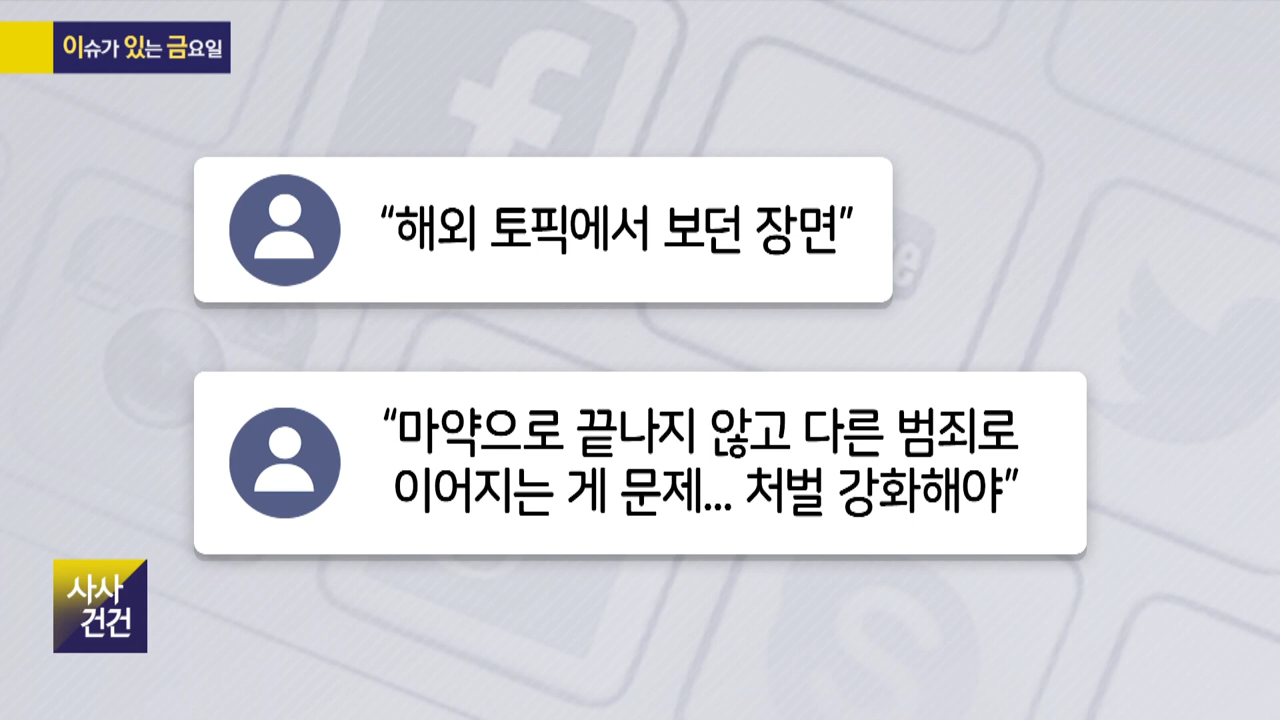 이슈가 있는 금요일
“해외 토픽에서 보던 장면”
“마약으로 끝나지 않고 다른 범죄로
이어지는 게 문제... 처벌 강화해야”
사사
건건